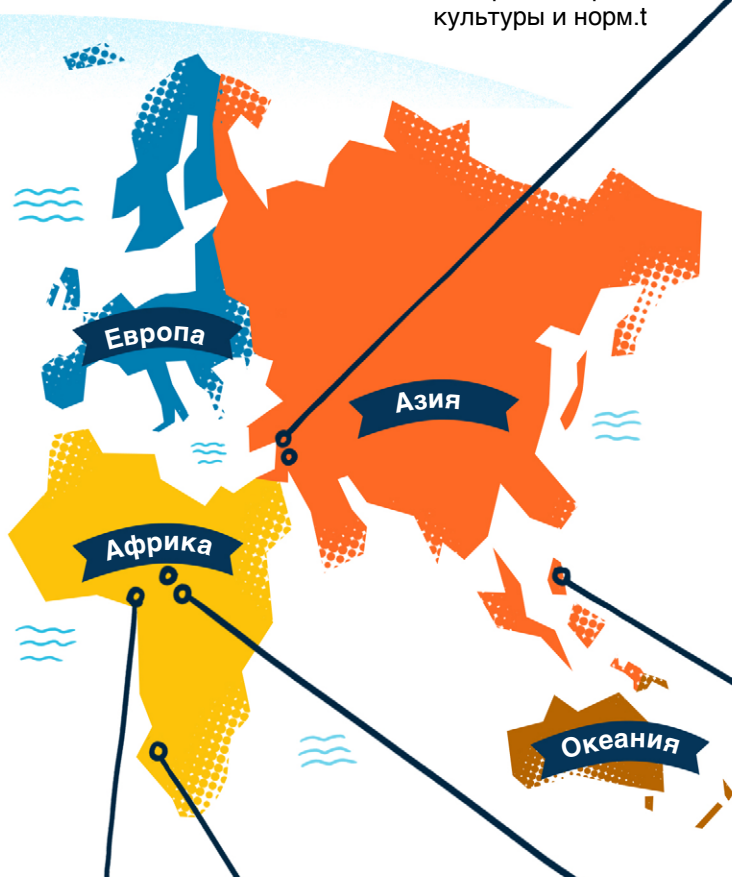 культуры и норм.t
Европа
Азия
Африка
Океания